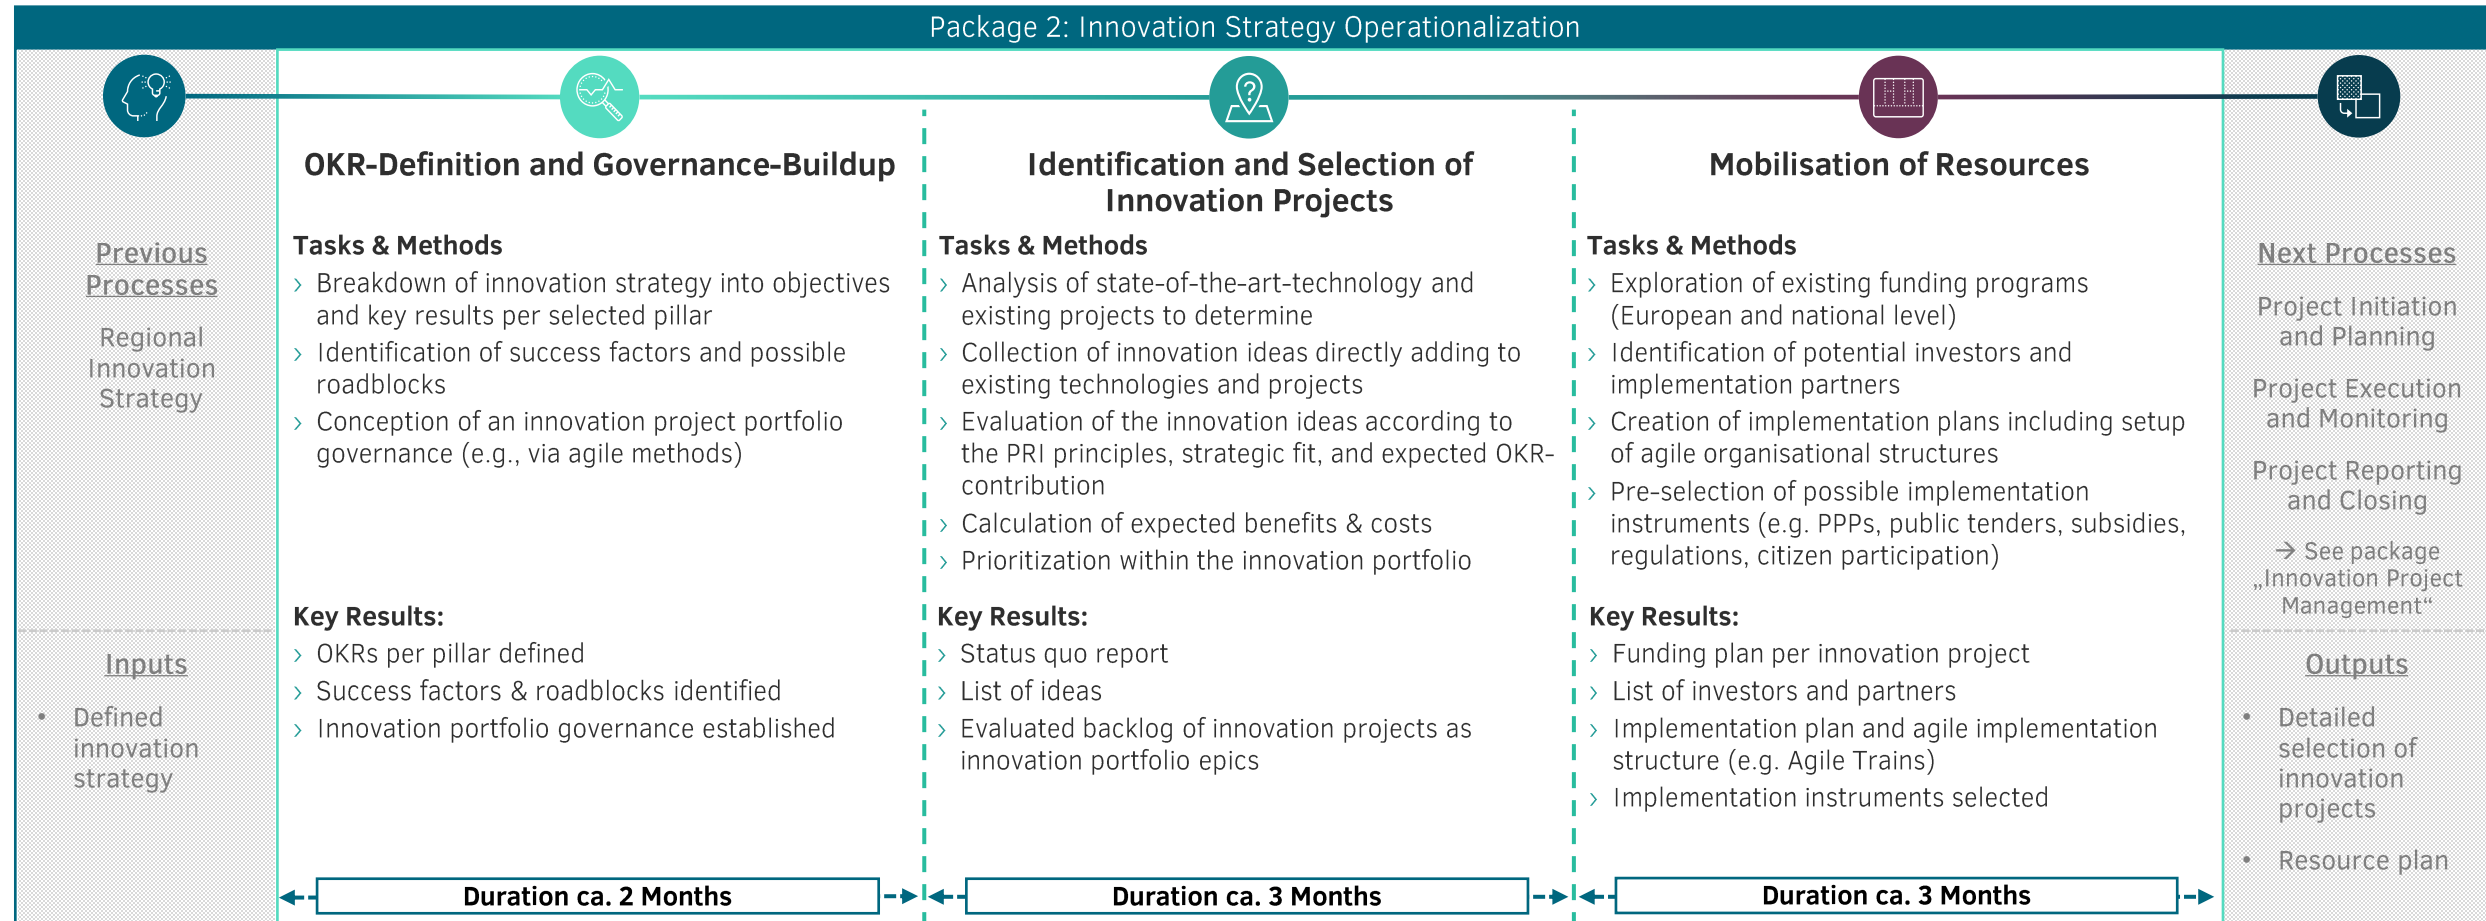 Package 2: Innovation Strategy Operationalization
Previous
Processes
Regional
Innovation
Strategy
Inputs
• Defined
innovation
strategy
OKR-Definition and Governance-Buildup
Tasks & Methods
› Breakdown of innovation strategy into objectives
and key results per selected pillar
› Identification of success factors and possible
roadblocks
› Conception of an innovation project portfolio
governance (e.g., via agile methods)
Key Results:
› OKRs per pillar defined
› Success factors & roadblocks identified
› Innovation portfolio governance established
Duration ca. 2 Months
?
Identification and Selection of
Innovation Projects
Tasks & Methods
› Analysis of state-of-the-art-technology and
existing projects to determine
› Collection of innovation ideas directly adding to
existing technologies and projects
› Evaluation of the innovation ideas according to
the PRI principles, strategic fit, and expected OKR-
contribution
› Calculation of expected benefits & costs
› Prioritization within the innovation portfolio
Key Results:
› Status quo report
› List of ideas
› Evaluated backlog of innovation projects as
innovation portfolio epics
Duration ca. 3 Months
Mobilisation of Resources
Tasks & Methods
› Exploration of existing funding programs
(European and national level)
› Identification of potential investors and
implementation partners
› Creation of implementation plans including setup
of agile organisational structures
› Pre-selection of possible implementation
instruments (e.g. PPPs, public tenders, subsidies,
regulations, citizen participation)
Key Results:
› Funding plan per innovation project
› List of investors and partners
› Implementation plan and agile implementation
structure (e.g. Agile Trains)
› Implementation instruments selected
Duration ca. 3 Months
Next Processes
Project Initiation
and Planning
Project Execution
and Monitoring
Project Reporting
and Closing
→ See package
„Innovation Project
Management“
Outputs
• Detailed
selection of
innovation
projects
• Resource plan